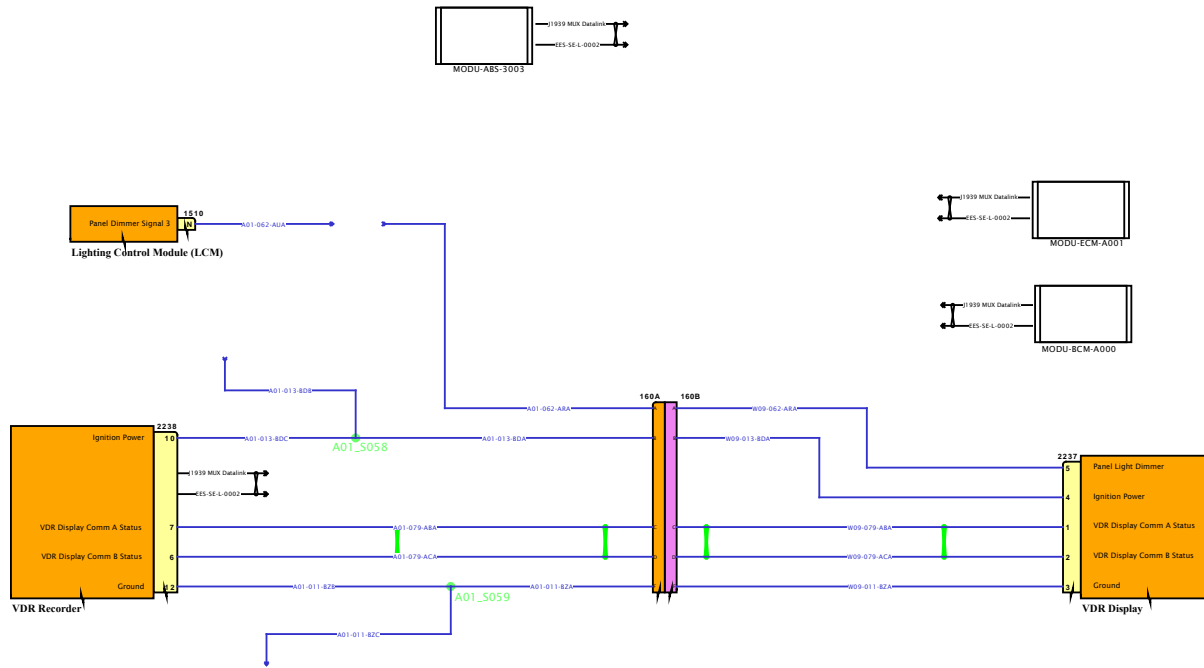 J1939 MUX Datalink
EES-SE-L-0002
MODU-ABS-3003
J1939 MUX Datalink
EES-SE-L-0002
MODU-ECM-A001
1510
Panel Dimmer Signal 3
N
A01-062-AUA
Lighting Control Module (LCM)
J1939 MUX Datalink
EES-SE-L-0002
MODU-BCM-A000
A01-013-BDB
160A 160B
A01-062-ARA
A A
W09-062-ARA
2238
Ignition Power
10
A01-013-BDC
A01_S058
A01-013-BDA
B B
W09-013-BDA
2237
5
Panel Light Dimmer
J1939 MUX Datalink
EES-SE-L-0002
4
Ignition Power
VDR Display Comm A Status
7
A01-079-ABA
C C
W09-079-ABA
1
VDR Display Comm A Status
VDR Display Comm B Status
6
A01-079-ACA
D D
W09-079-ACA
2
VDR Display Comm B Status
Ground
12
A01-011-BZB
A01_S059
A01-011-BZA
W09-011-BZA
3
Ground
VDR Recorder
VDR Display
A01-011-BZC